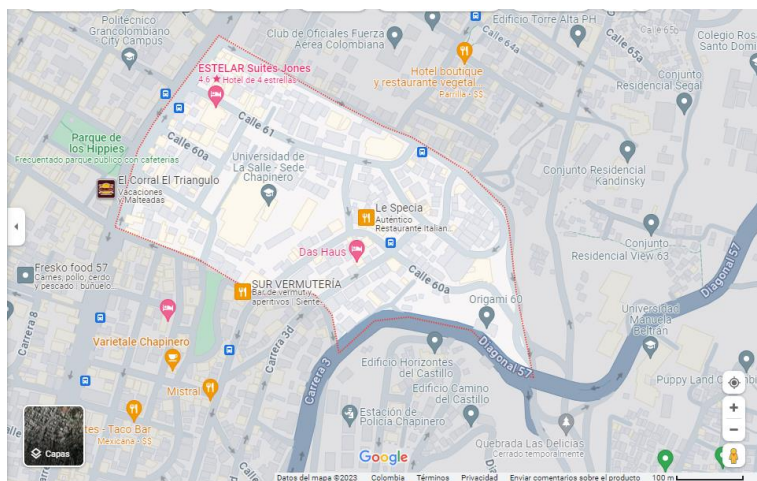 Politécnico
Grancolombiano
- City Campus.
Club de Oficiales Fuerza
Aérea Colombiana
Edificio Torre Alta PH
Calle 64a
Calle 65b
Calle 65a
Colegio Ros
Santo Domi
ESTELAR Suites Jones
4.6 ★ Hotel de 4 estrellas
Hotel boutique
y restaurante vegetal
Parrilla · $$
Conjunto
Residencial Segal
Parque de
los Hippies
Frecuentado parque público con cafeterías
Calle 61
Calle 60a
Universidad de
La Salle - Sede
Chapinero
Conjunto Residencial
Kandinsky
El Corral El Triangulo
Vacaciones
y Malteadas
Le Specia
Auténtico
Restaurante Italian...
Das Haus
Conjunto
Residencial View 63
Fresko food 57
Carnes, pollo, cerdo
y pescado
SUR VERMUTERÍA
Bar de vermut y
aperitivos
Siente
Calle 60a
Origami 60
Diagonal 57
Universidad
Manuela
Beltrán
Carrera 8
Carrera 3d
Varietale Chapinero
Carrera 3
Diagonal 57
Edificio Horizontes
del Castillo
Puppy Land
Mistral
Edificio Camino
del Castillo
tes - Taco Bar
Mexicana · $$
Estación de
Policía Chapinero
Quebrada Las Delicias
Cerrado temporalmente
Capas
Google
Datos del mapa ©2023 Colombia Términos Privacidad Enviar comentarios sobre el producto 100 m